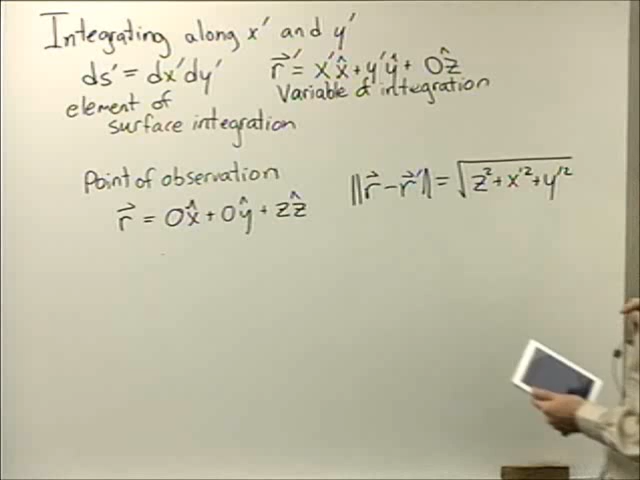 Integrating along x' and y'
ds' = dx'dy'
r⃗' = x'x̂ + y'ŷ + 0ẑ
element of
surface integration
Variable of integration
Point of observation
r⃗ = 0x̂ + 0ŷ + zẑ
‖r⃗ - r⃗'‖ = √(z² + x'² + y'²)